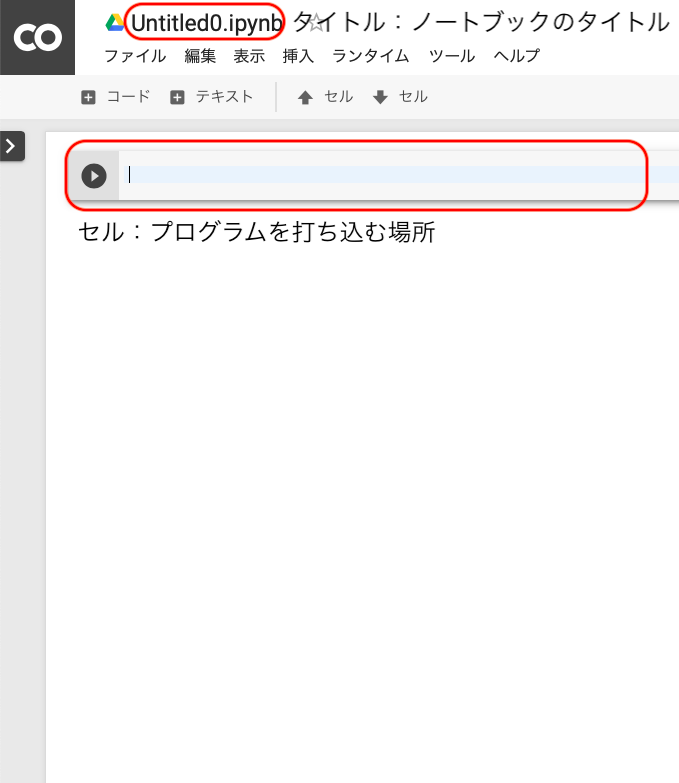 CO
Untitled0.ipynb タイトル：ノートブックのタイトル
ファイル 編集 表示 挿入 ランタイム ツール ヘルプ
コード テキスト セル セル
セル：プログラムを打ち込む場所